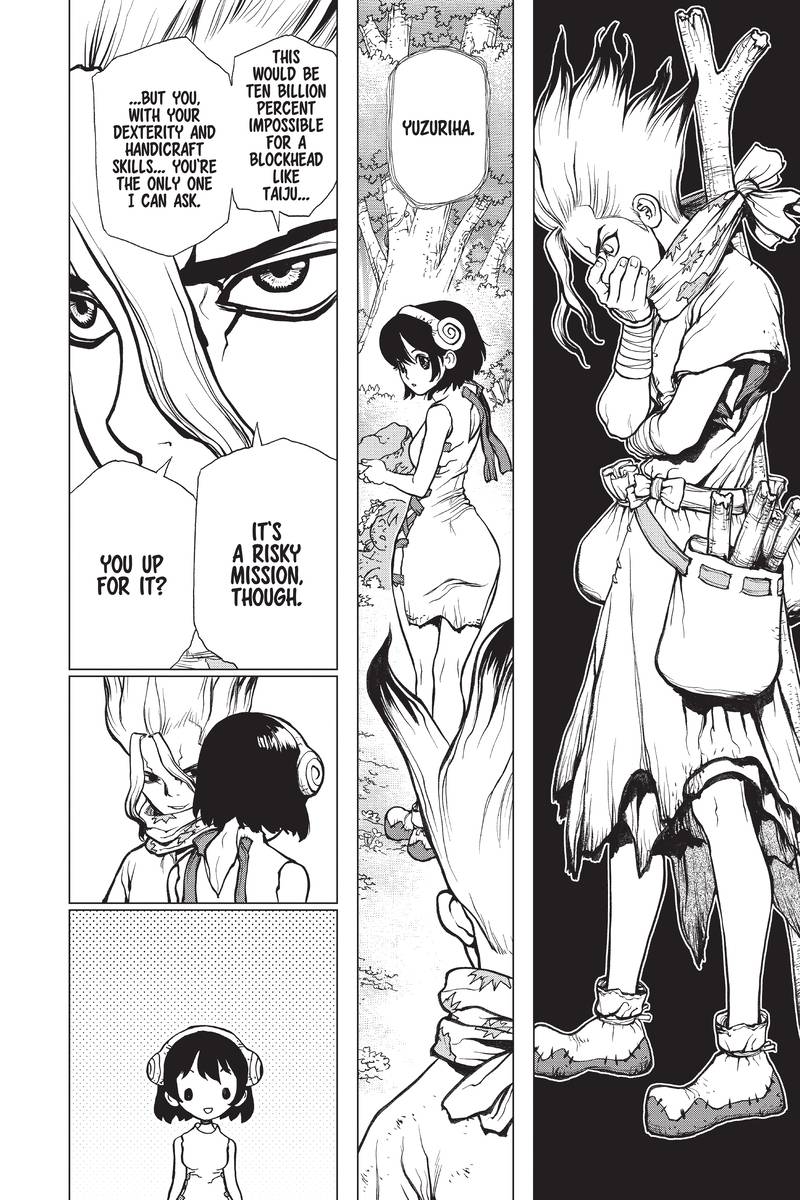 YUZURIHA.
THIS
WOULD BE
TEN BILLION
PERCENT
IMPOSSIBLE
FOR A
BLOCKHEAD
LIKE
TAIJU...
...BUT YOU,
WITH YOUR
DEXTERITY AND
HANDICRAFT
SKILLS... YOU'RE
THE ONLY ONE
I CAN ASK.
IT'S
A RISKY
MISSION,
THOUGH.
YOU UP
FOR IT?